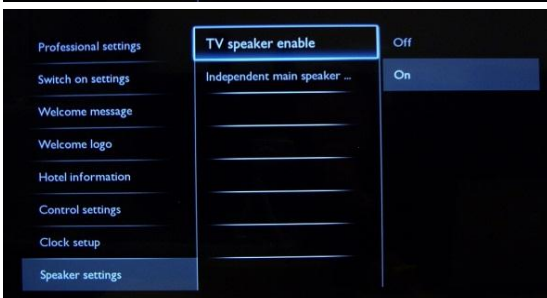 Professional settings
Switch on settings
Welcome message
Welcome logo
Hotel information
Control settings
Clock setup
Speaker settings
TV speaker enable
Independent main speaker ...
Off
On